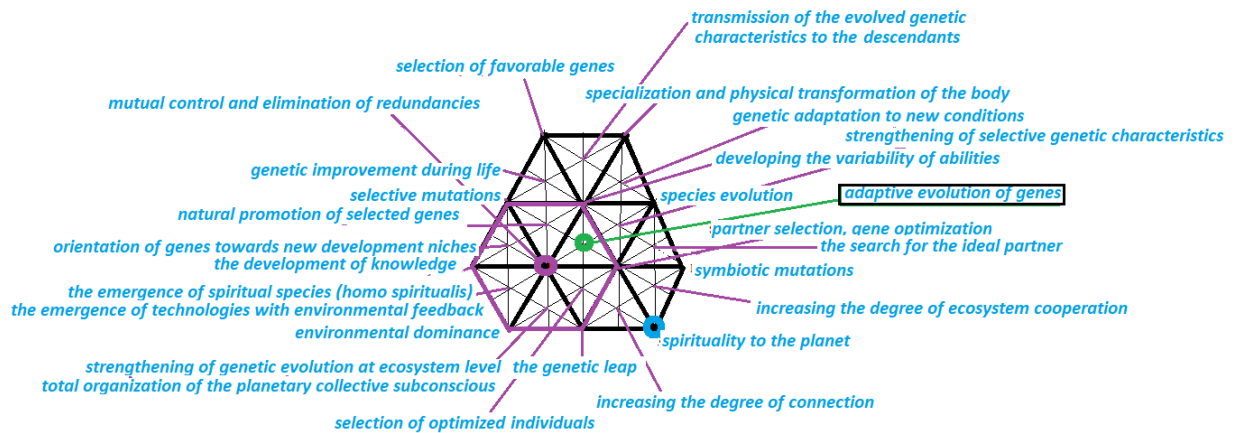 transmission of the evolved genetic
characteristics to the descendants
selection of favorable genes
specialization and physical transformation of the body
mutual control and elimination of redundancies
genetic adaptation to new conditions
strengthening of selective genetic characteristics
developing the variability of abilities
genetic improvement during life
selective mutations
species evolution
adaptive evolution of genes
natural promotion of selected genes
partner selection, gene optimization
orientation of genes towards new development niches
the search for the ideal partner
the development of knowledge
symbiotic mutations
the emergence of spiritual species (homo spiritualis)
the emergence of technologies with environmental feedback
increasing the degree of ecosystem cooperation
environmental dominance
spirituality to the planet
strengthening of genetic evolution at ecosystem level
the genetic leap
total organization of the planetary collective subconscious
increasing the degree of connection
selection of optimized individuals